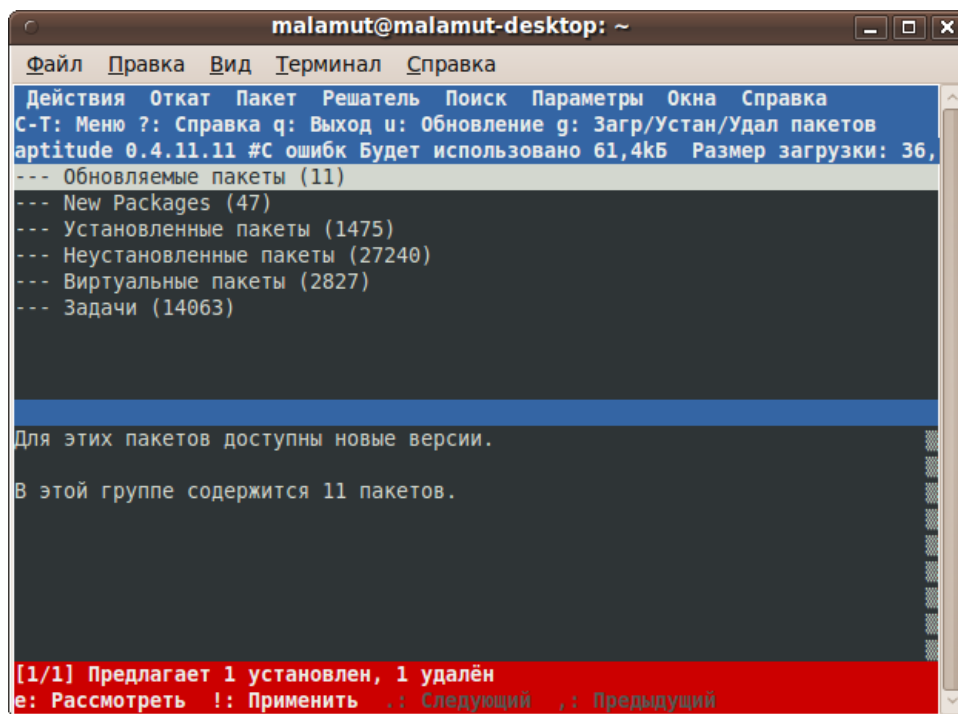 malamut@malamut-desktop: ~
Файл Правка Вид Терминал Справка
Действия Откат Пакет Решатель Поиск Параметры Окна Справка
C-T: Меню ?: Справка q: Выход u: Обновление g: Загр/Устан/Удал пакетов
aptitude 0.4.11.11 #С ошибк Будет использовано 61,4kБ Размер загрузки: 36,
--- Обновляемые пакеты (11)
--- New Packages (47)
--- Установленные пакеты (1475)
--- Неустановленные пакеты (27240)
--- Виртуальные пакеты (2827)
--- Задачи (14063)
Для этих пакетов доступны новые версии.
В этой группе содержится 11 пакетов.
[1/1] Предлагает 1 установлен, 1 удалён
e: Рассмотреть !: Применить .: Следующий ,: Предыдущий